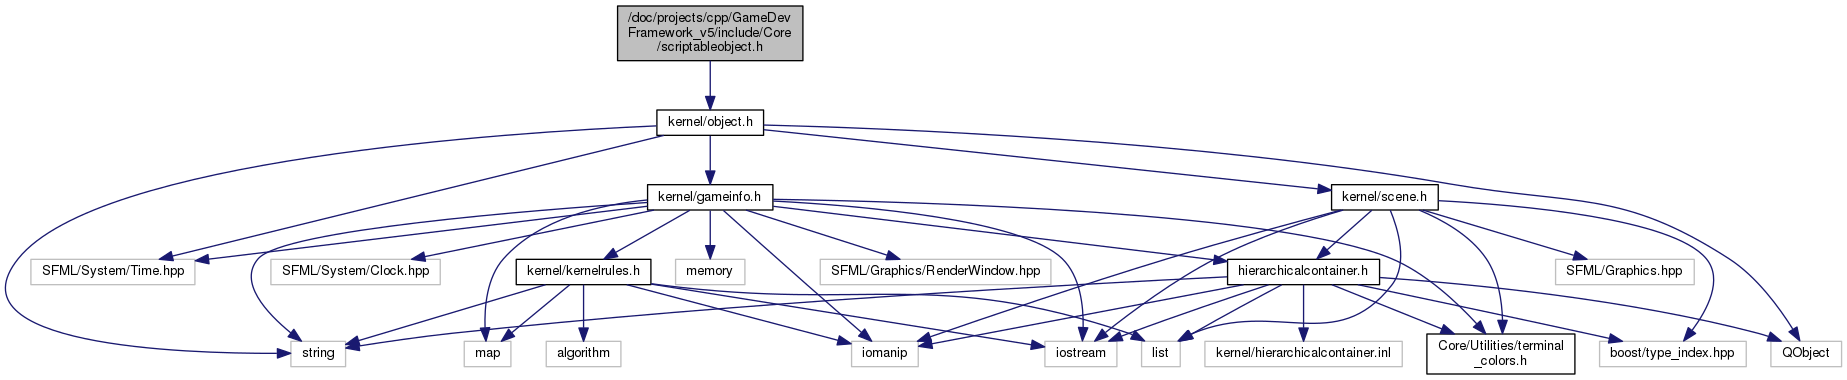 /doc/projects/cpp/GameDev
Framework_v5/include/Core
/scriptableobject.h
kernel/object.h
kernel/gameinfo.h
kernel/scene.h
SFML/System/Time.hpp
SFML/System/Clock.hpp
kernel/kernelrules.h
memory
SFML/Graphics/RenderWindow.hpp
hierarchicalcontainer.h
SFML/Graphics.hpp
string
map
algorithm
iomanip
iostream
list
kernel/hierarchicalcontainer.inl
Core/Utilities/terminal
_colors.h
boost/type_index.hpp
QObject